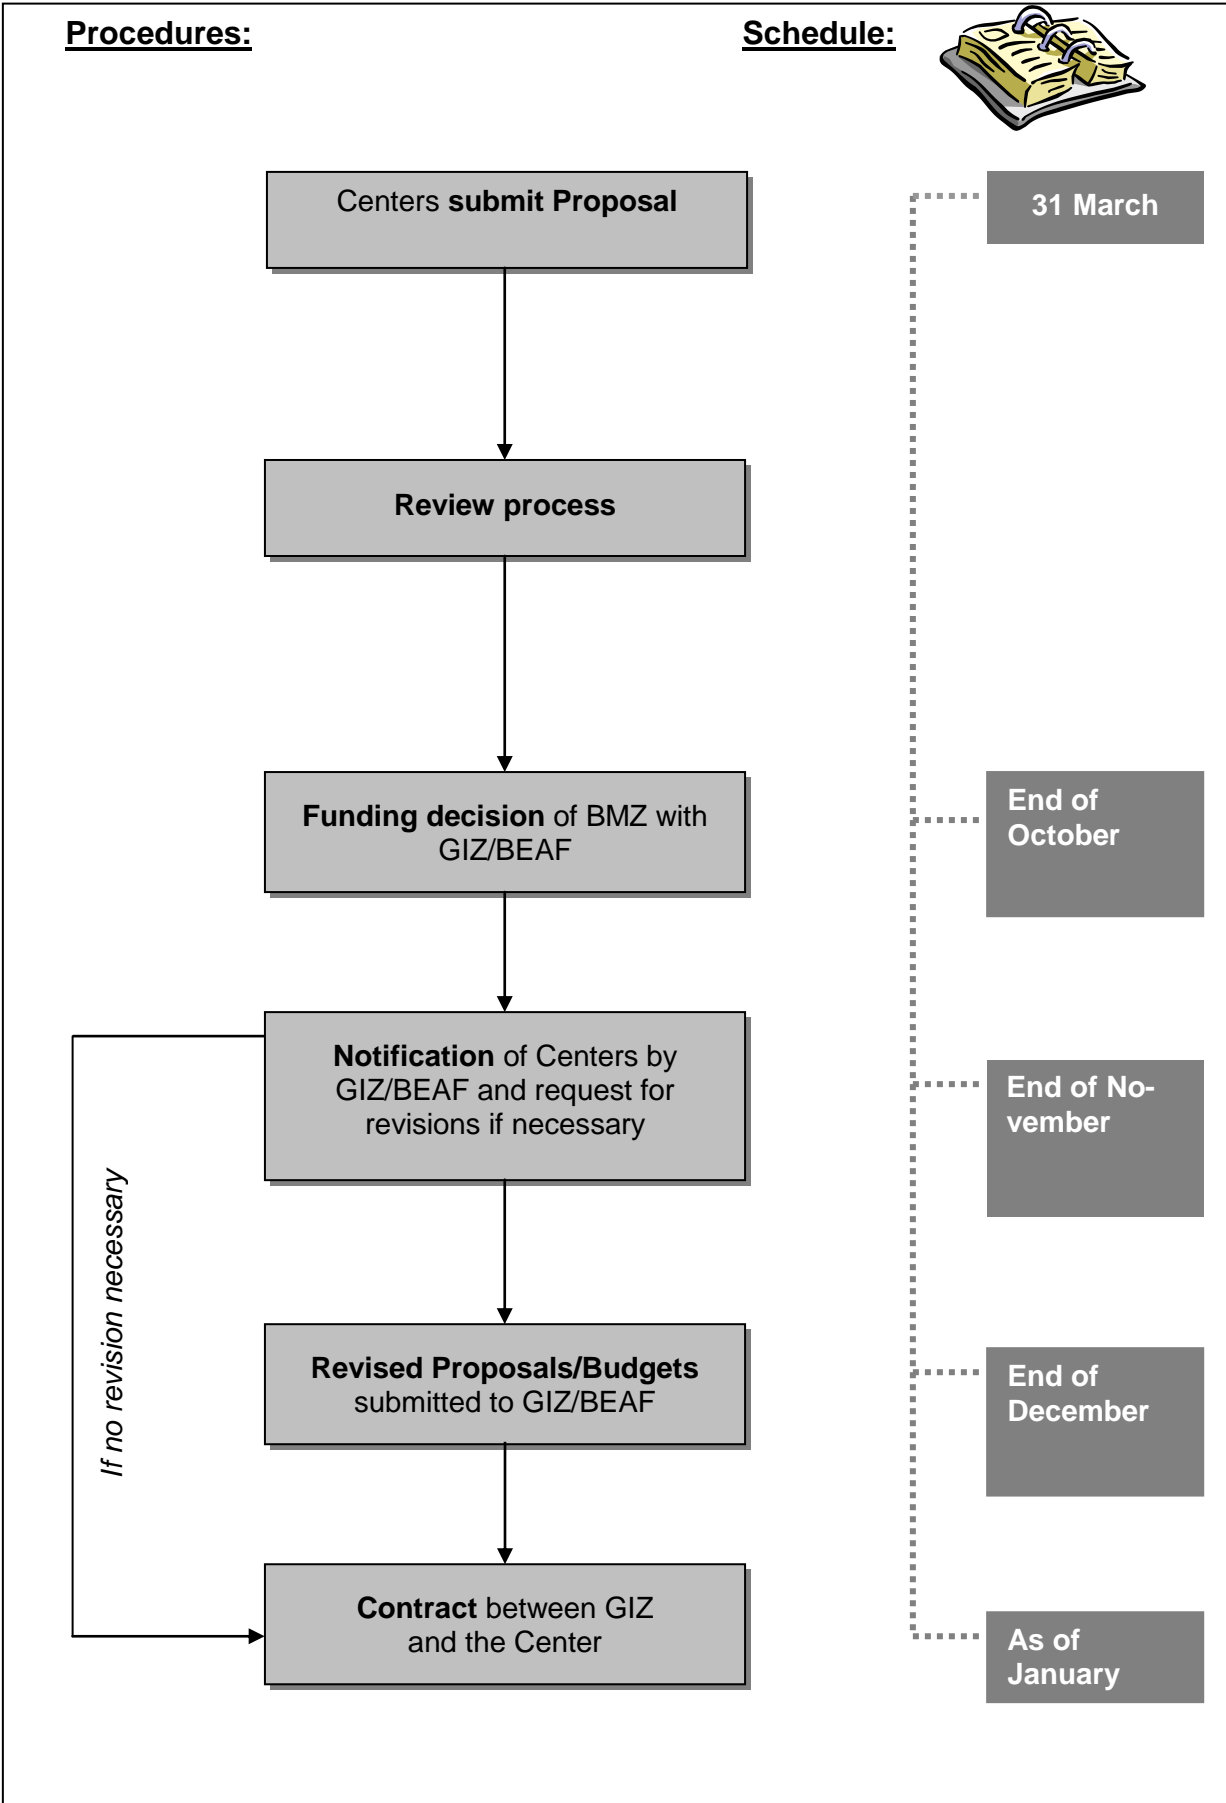 Procedures:
Schedule:
Centers submit Proposal
31 March
Review process
Funding decision of BMZ with
GIZ/BEAF
End of
October
Notification of Centers by
GIZ/BEAF and request for
revisions if necessary
End of No-
vember
If no revision necessary
Revised Proposals/Budgets
submitted to GIZ/BEAF
End of
December
Contract between GIZ
and the Center
As of
January